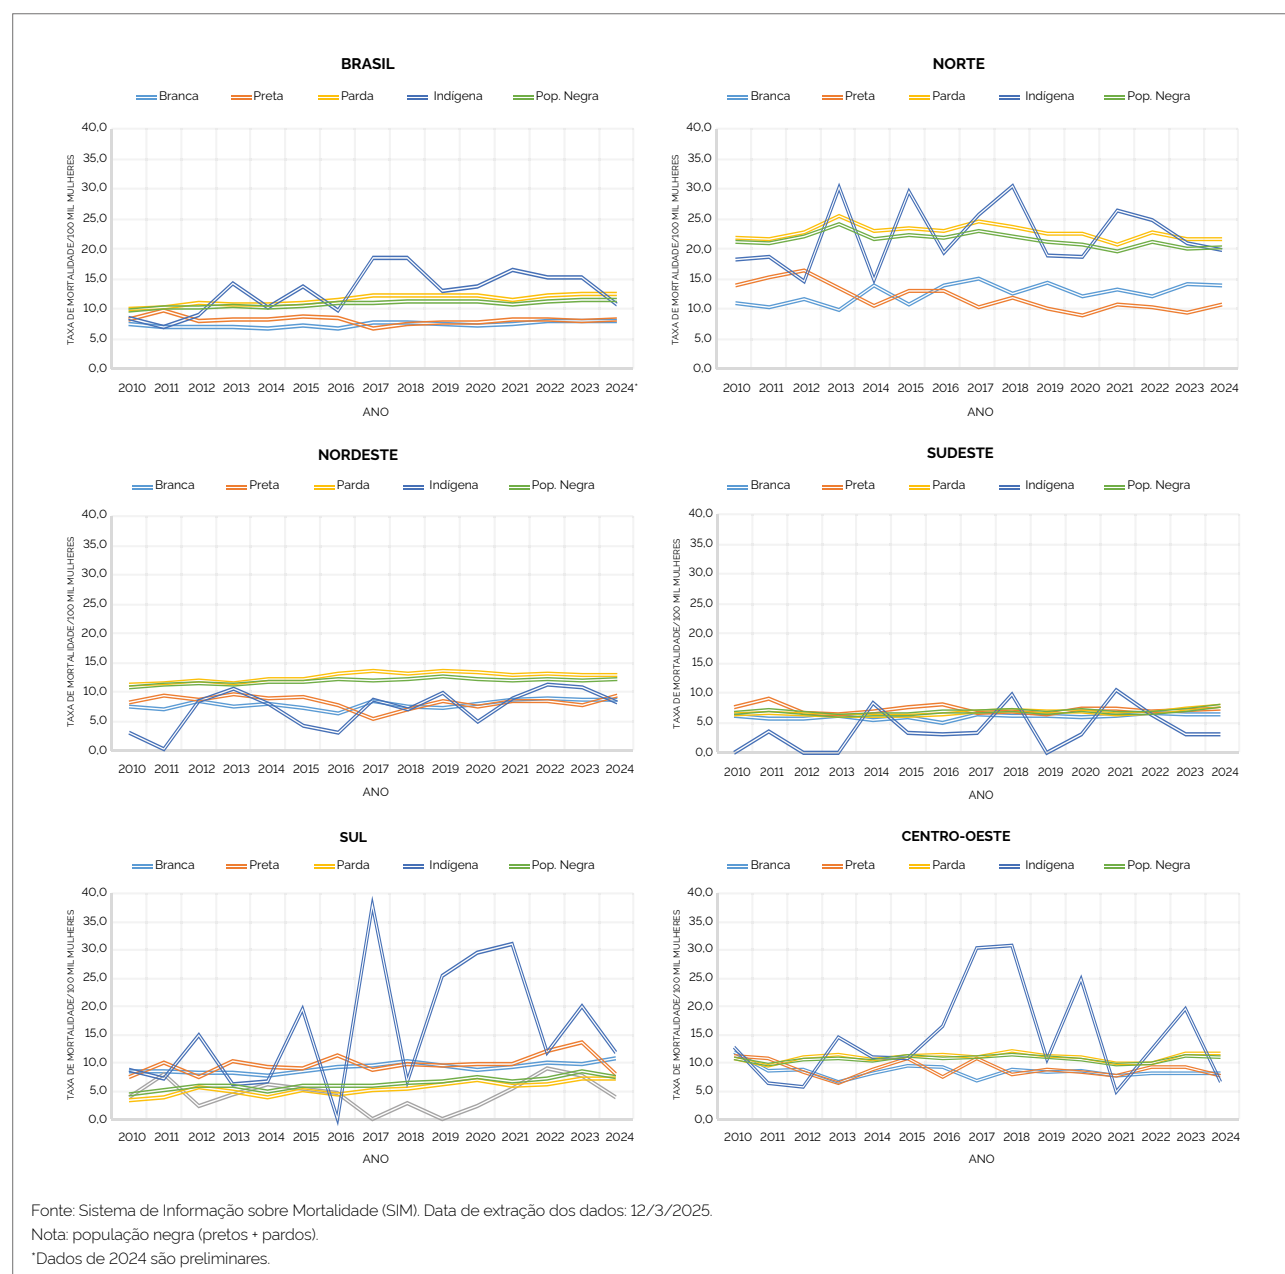 BRASIL
Branca Preta Parda Indígena Pop. Negra
TAXA DE MORTALIDADE/100 MIL MULHERES
40,0
35,0
30,0
25,0
20,0
15,0
10,0
5,0
0,0
2010 2011 2012 2013 2014 2015 2016 2017 2018 2019 2020 2021 2022 2023 2024*
ANO
NORTE
Branca Preta Parda Indígena Pop. Negra
TAXA DE MORTALIDADE/100 MIL MULHERES
40,0
35,0
30,0
25,0
20,0
15,0
10,0
5,0
0,0
2010 2011 2012 2013 2014 2015 2016 2017 2018 2019 2020 2021 2022 2023 2024
ANO
NORDESTE
Branca Preta Parda Indígena Pop. Negra
TAXA DE MORTALIDADE/100 MIL MULHERES
40,0
35,0
30,0
25,0
20,0
15,0
10,0
5,0
0,0
2010 2011 2012 2013 2014 2015 2016 2017 2018 2019 2020 2021 2022 2023 2024
ANO
SUDESTE
Branca Preta Parda Indígena Pop. Negra
TAXA DE MORTALIDADE/100 MIL MULHERES
40,0
35,0
30,0
25,0
20,0
15,0
10,0
5,0
0,0
2010 2011 2012 2013 2014 2015 2016 2017 2018 2019 2020 2021 2022 2023 2024
ANO
SUL
Branca Preta Parda Indígena Pop. Negra
TAXA DE MORTALIDADE/100 MIL MULHERES
40,0
35,0
30,0
25,0
20,0
15,0
10,0
5,0
0,0
2010 2011 2012 2013 2014 2015 2016 2017 2018 2019 2020 2021 2022 2023 2024
ANO
CENTRO-OESTE
Branca Preta Parda Indígena Pop. Negra
TAXA DE MORTALIDADE/100 MIL MULHERES
40,0
35,0
30,0
25,0
20,0
15,0
10,0
5,0
0,0
2010 2011 2012 2013 2014 2015 2016 2017 2018 2019 2020 2021 2022 2023 2024
ANO
Fonte: Sistema de Informação sobre Mortalidade (SIM). Data de extração dos dados: 12/3/2025.
Nota: população negra (pretos + pardos).
*Dados de 2024 são preliminares.